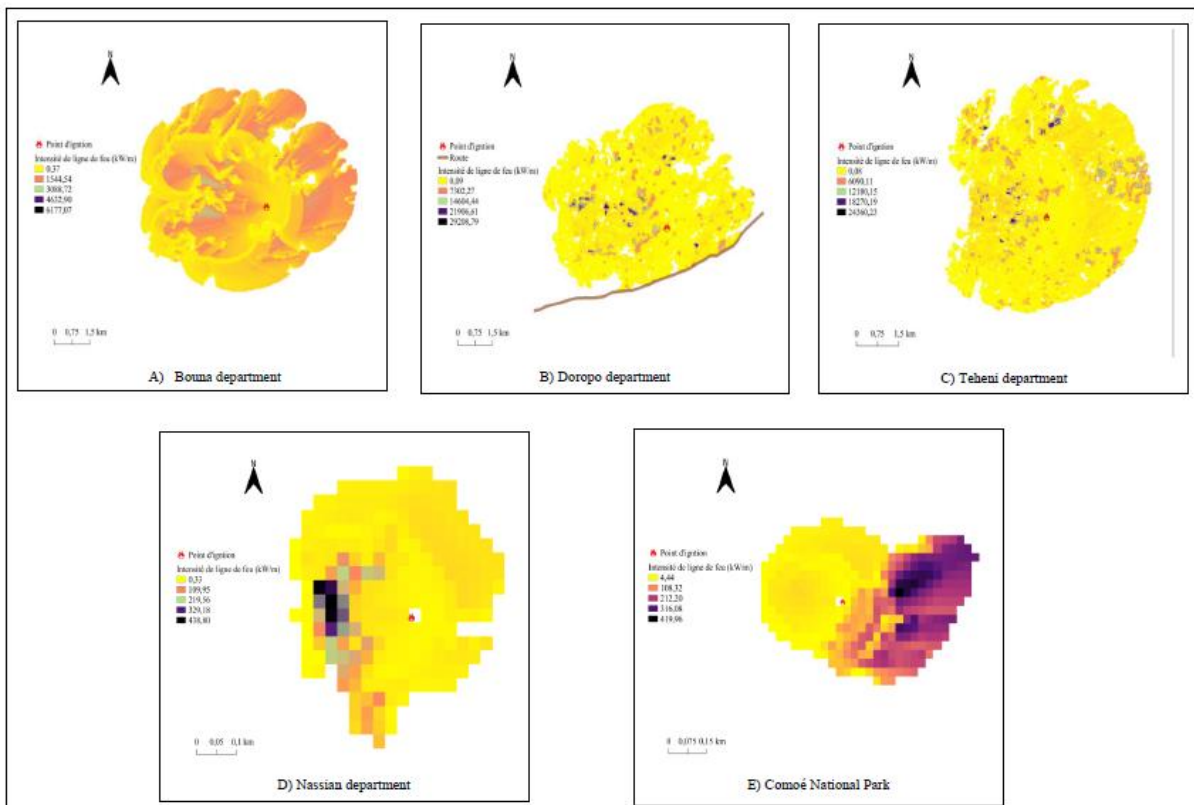 N
Point d'igntion
Intensité de ligne de feu (kW/m)
0,37
1544,54
3088,72
4632,90
6177,07
0 0,75 1,5 km
A) Bouna department
N
Point d'igntion
Route
Intensité de ligne de feu (kW/m)
0,09
7302,27
14604,44
21906,61
29208,79
0 0,75 1,5 km
B) Doropo department
N
Point d'igntion
Intensité de ligne de feu (kW/m)
0,08
6090,11
12180,15
18270,19
24360,23
0 0,75 1,5 km
C) Teheni department
N
Point d'igntion
Intensité de ligne de feu (kW/m)
0,33
109,95
219,56
329,18
438,80
0 0,05 0,1 km
D) Nassian department
N
Point d'igntion
Intensité de ligne de feu (kW/m)
4,44
108,32
212,20
316,08
419,96
0 0,075 0,15 km
E) Comoé National Park